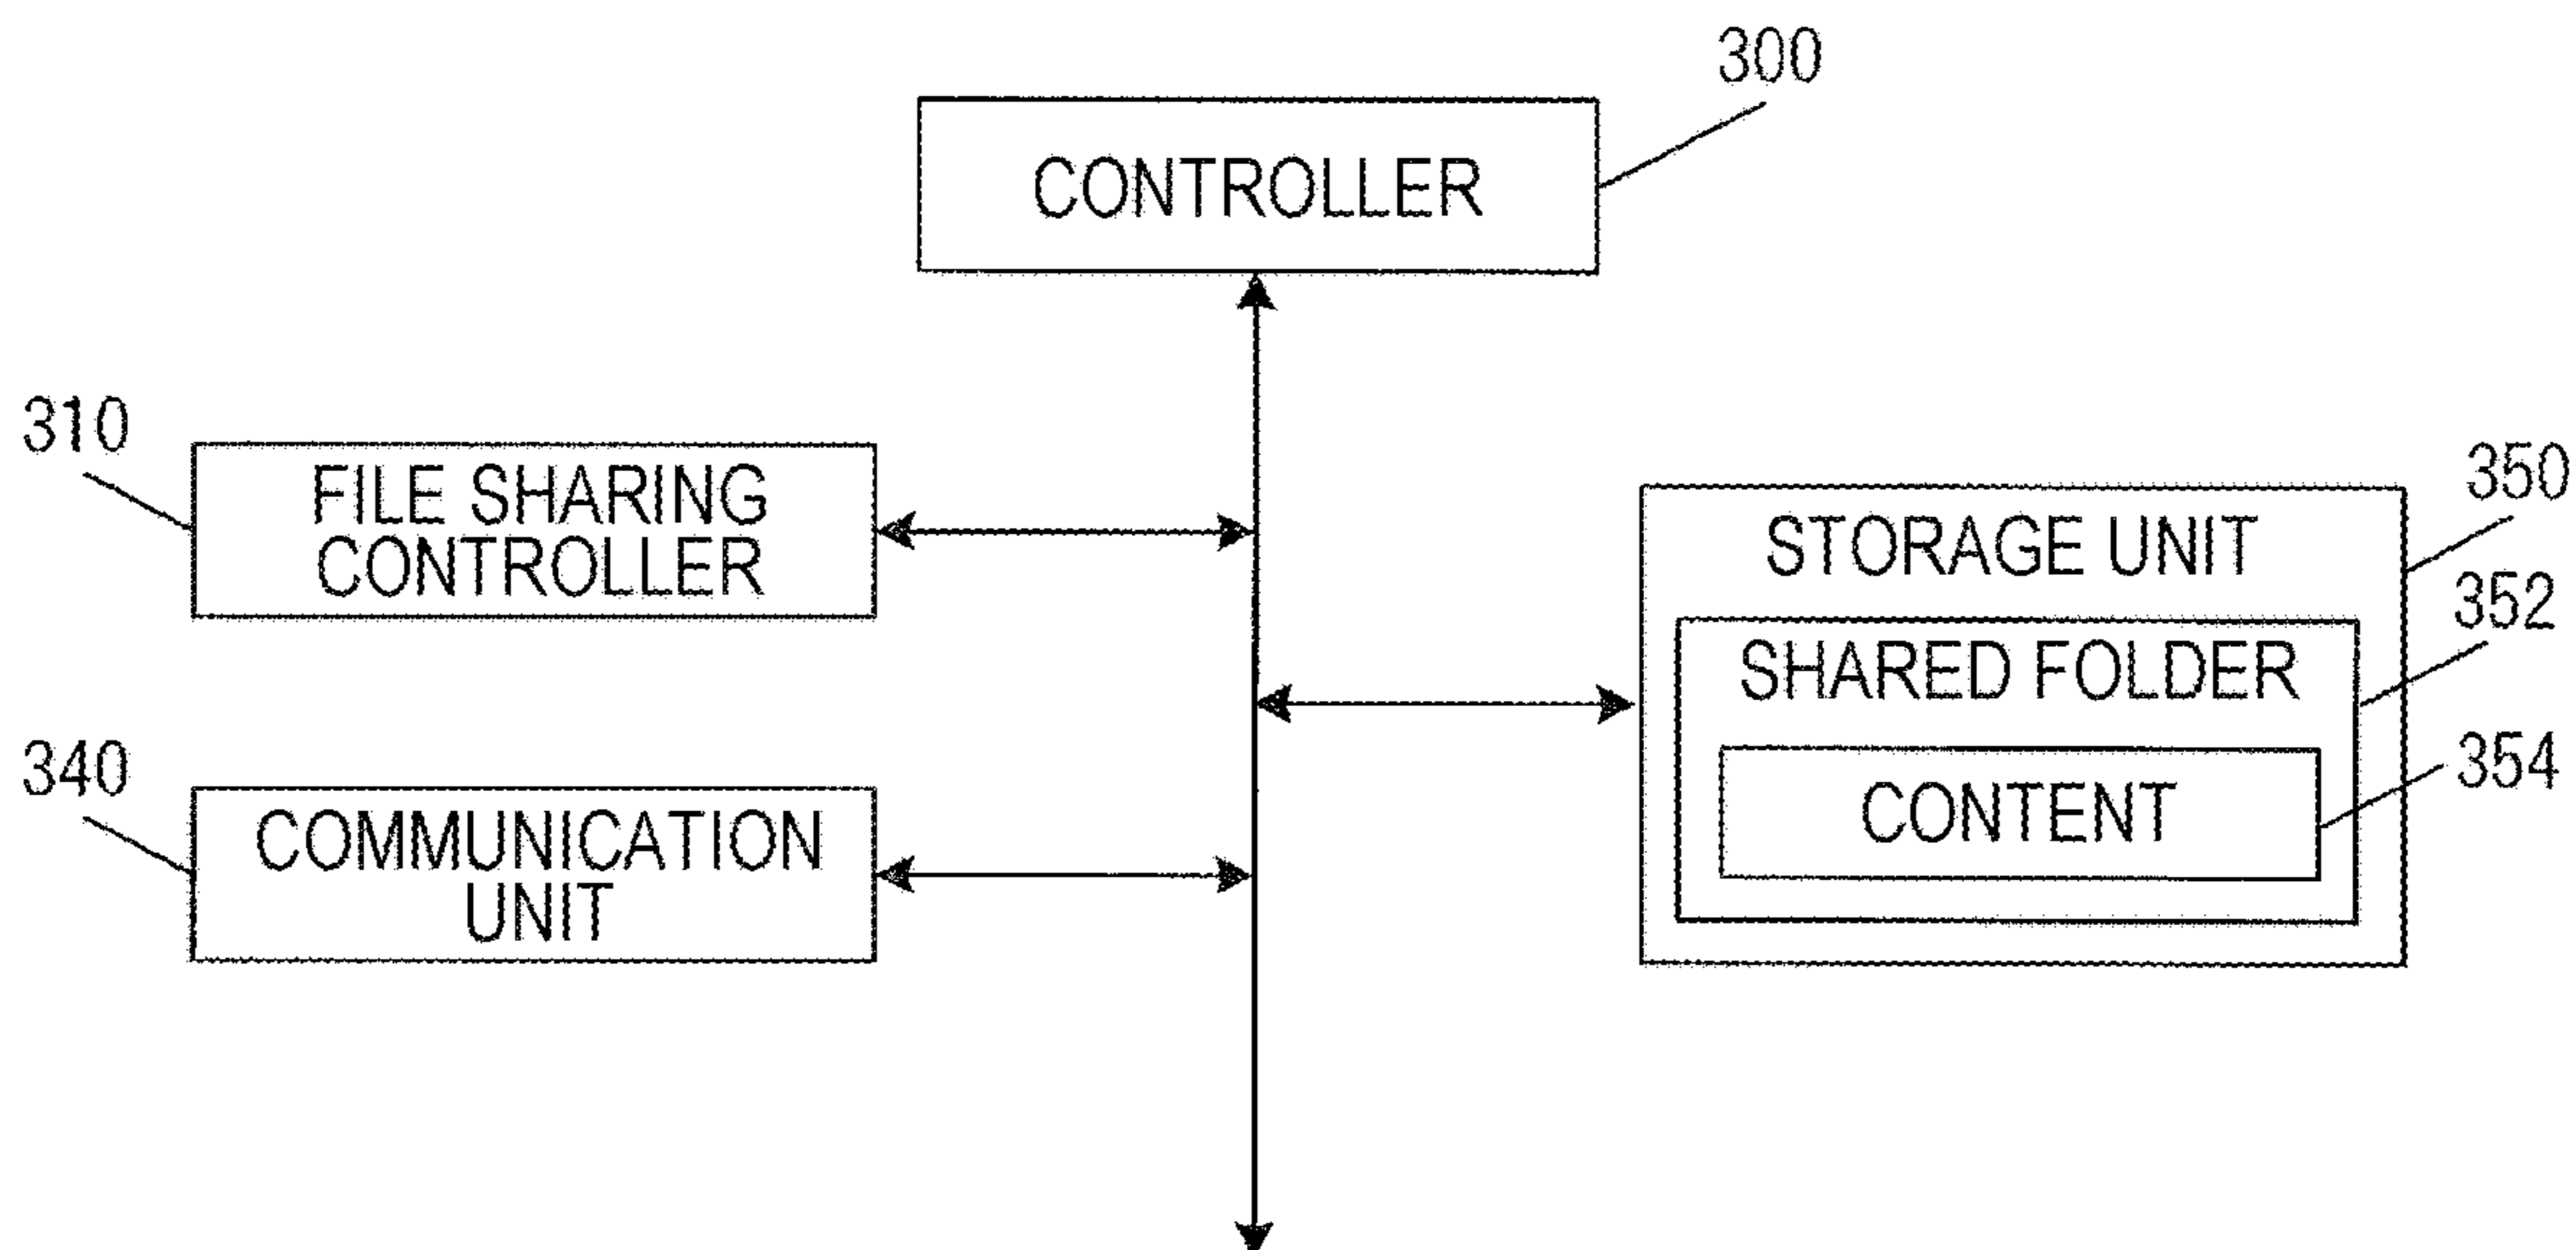 300
CONTROLLER
310
FILE SHARING
CONTROLLER
350
STORAGE UNIT
352
SHARED FOLDER
354
CONTENT
340
COMMUNICATION
UNIT